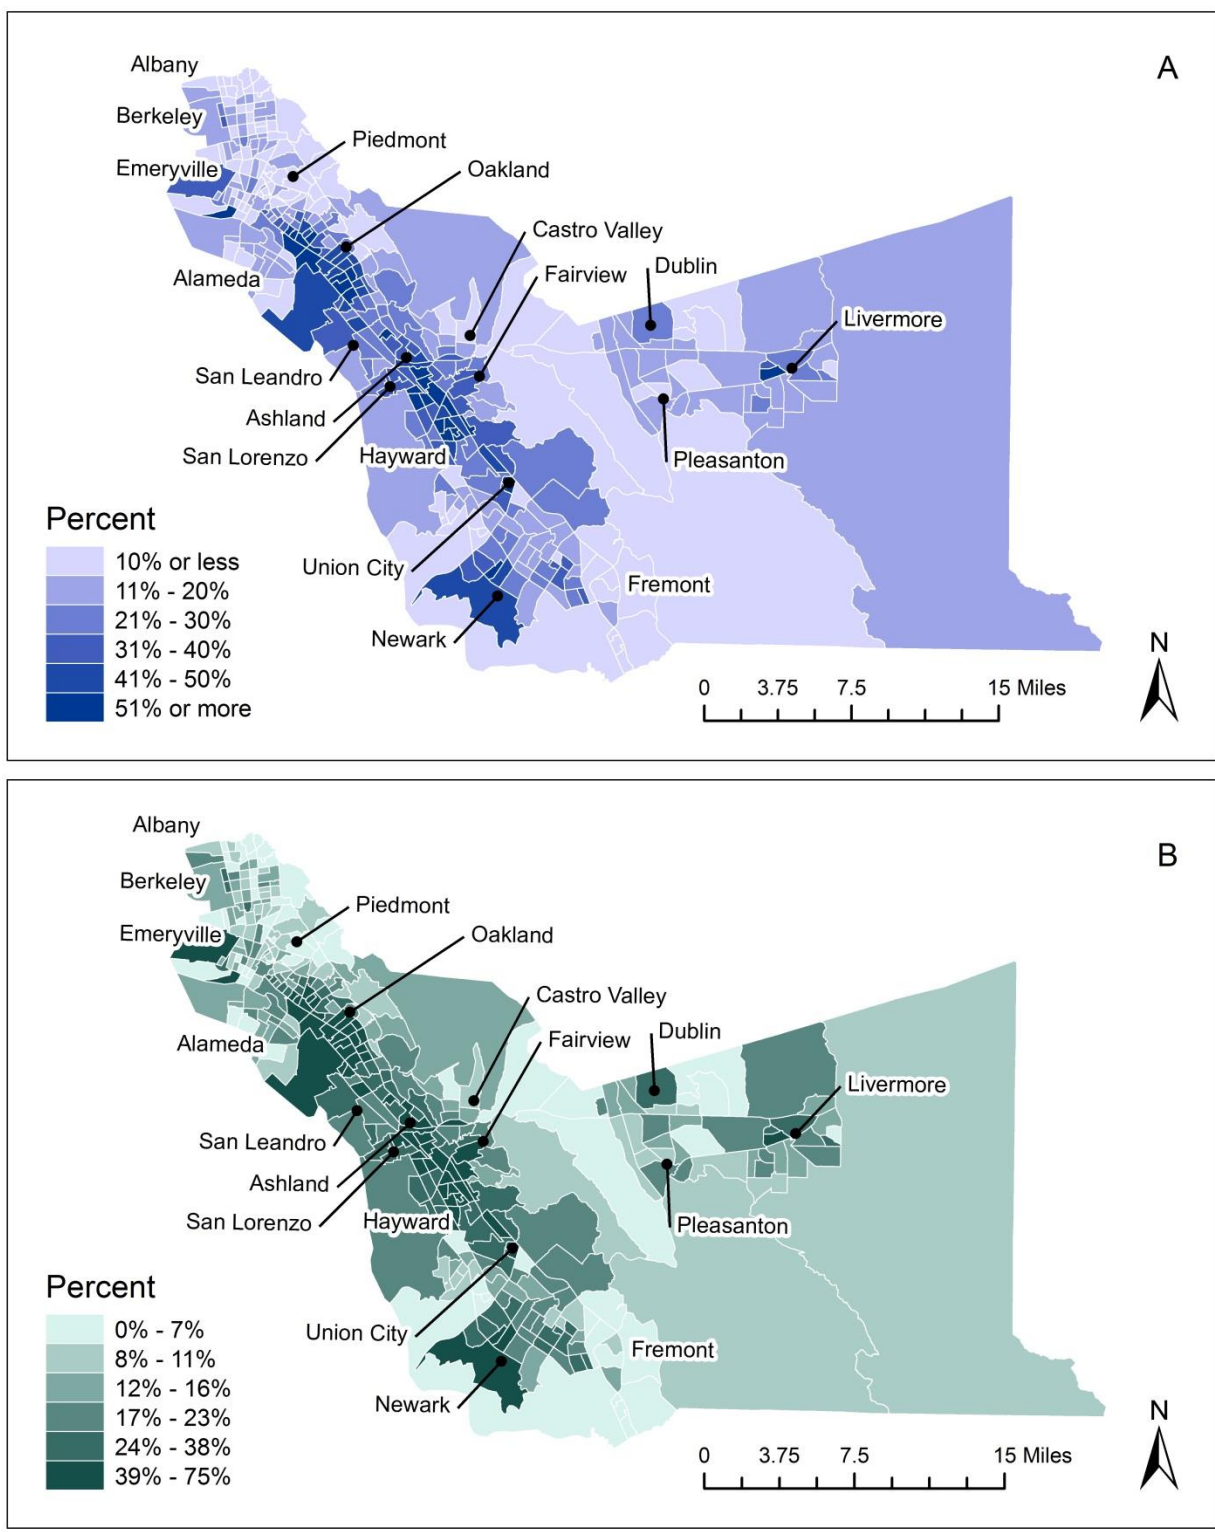 A
Albany
Berkeley
Piedmont
Emeryville
Oakland
Castro Valley
Fairview
Dublin
Alameda
Livermore
San Leandro
Ashland
San Lorenzo
Hayward
Pleasanton
Percent
10% or less
11% - 20%
21% - 30%
31% - 40%
41% - 50%
51% or more
Union City
Fremont
Newark
N
0 3.75 7.5 15 Miles
B
Albany
Berkeley
Piedmont
Emeryville
Oakland
Castro Valley
Fairview
Dublin
Alameda
Livermore
San Leandro
Ashland
San Lorenzo
Hayward
Pleasanton
Percent
0% - 7%
8% - 11%
12% - 16%
17% - 23%
24% - 38%
39% - 75%
Union City
Fremont
Newark
N
0 3.75 7.5 15 Miles